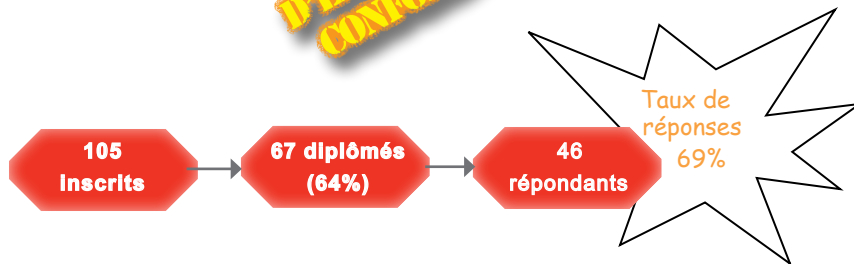 105
inscrits
67 diplômés
(64%)
46
répondants
Taux de
réponses
69%